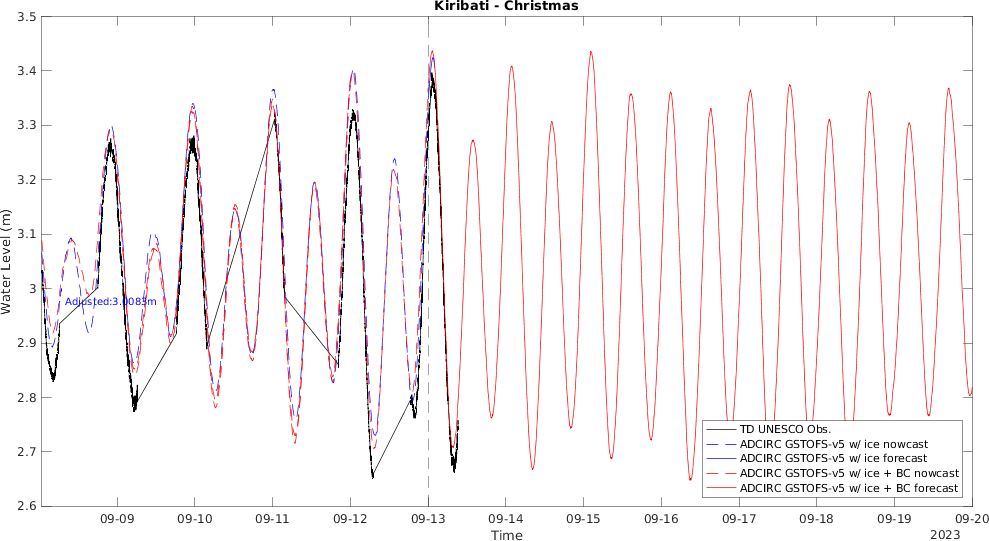 Kiribati - Christmas
3.5
3.4
3.3
3.2
3.1
3
2.9
2.8
2.7
2.6
Water Level (m)
Adjusted:3.0083m
TD UNESCO Obs.
ADCIRC GSTOFS-v5 w/ ice nowcast
ADCIRC GSTOFS-v5 w/ ice forecast
ADCIRC GSTOFS-v5 w/ ice + BC nowcast
ADCIRC GSTOFS-v5 w/ ice + BC forecast
09-09 09-10 09-11 09-12 09-13 09-14 09-15 09-16 09-17 09-18 09-19 09-20
Time
2023